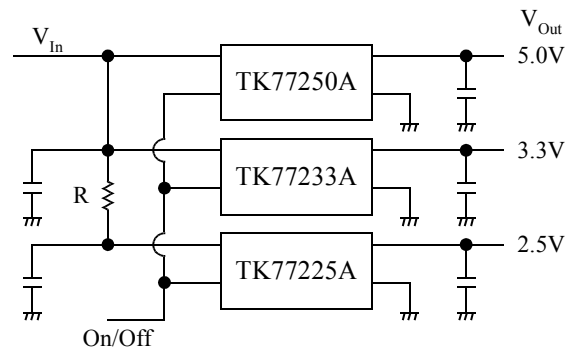 V_In
V_Out
TK77250A
5.0V
TK77233A
3.3V
R
TK77225A
2.5V
On/Off